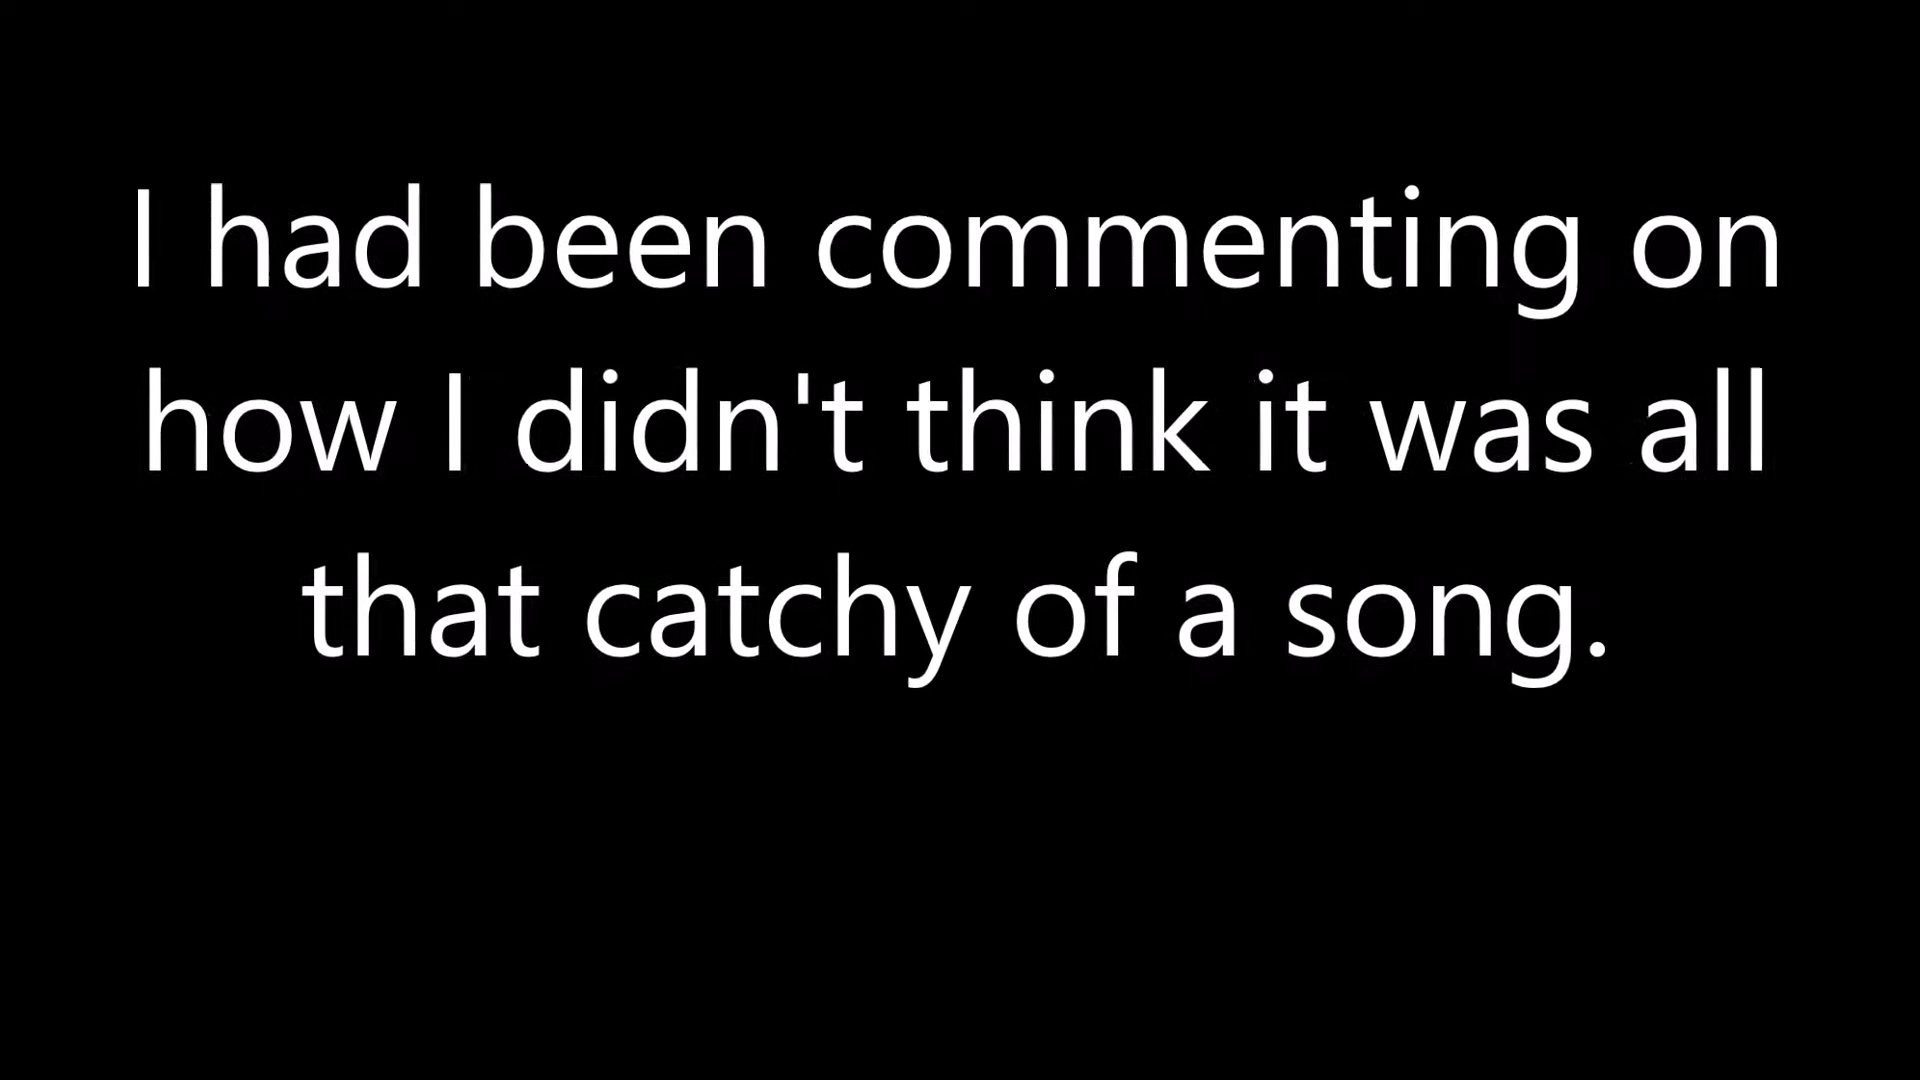 I had been commenting on
how I didn't think it was all
that catchy of a song.